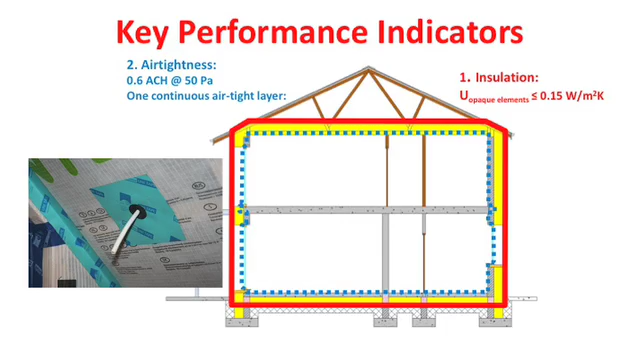 Key Performance Indicators
2. Airtightness:
0.6 ACH @ 50 Pa
One continuous air-tight layer:
1. Insulation:
U opaque elements ≤ 0.15 W/m²K